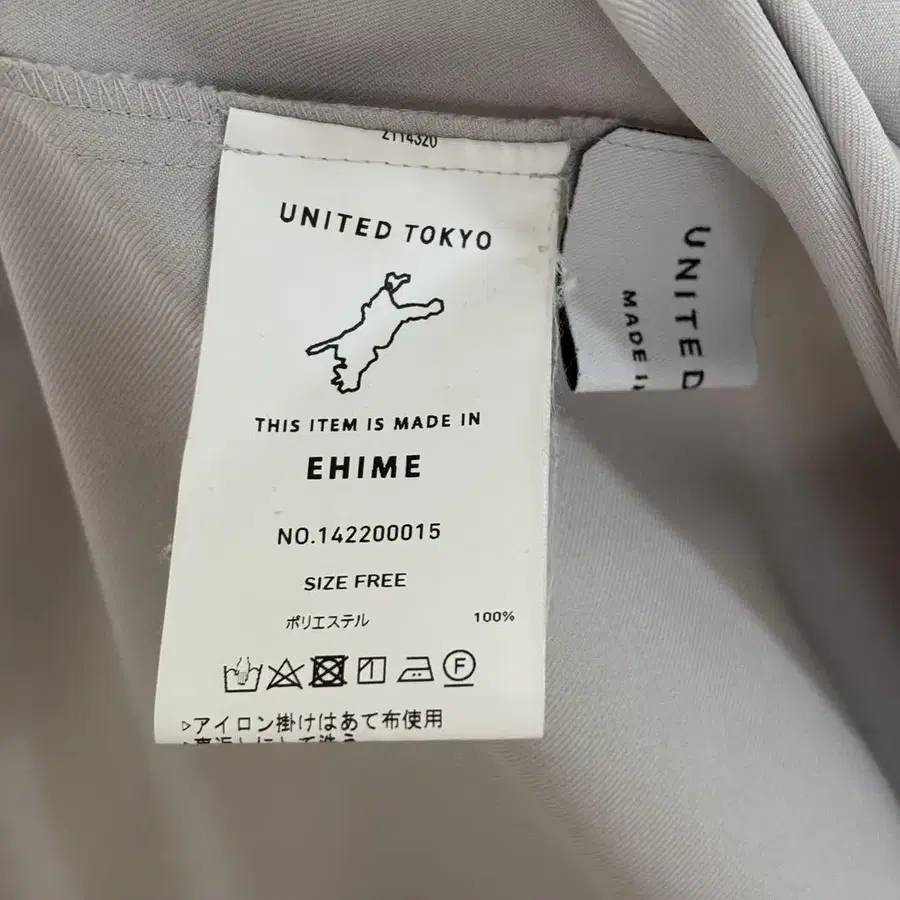 2114320
UNITED TOKYO
THIS ITEM IS MADE IN
EHIME
NO.142200015
SIZE FREE
ポリエステル 100%
F
▷アイロン掛けはあて布使用
UNITED
MADE I